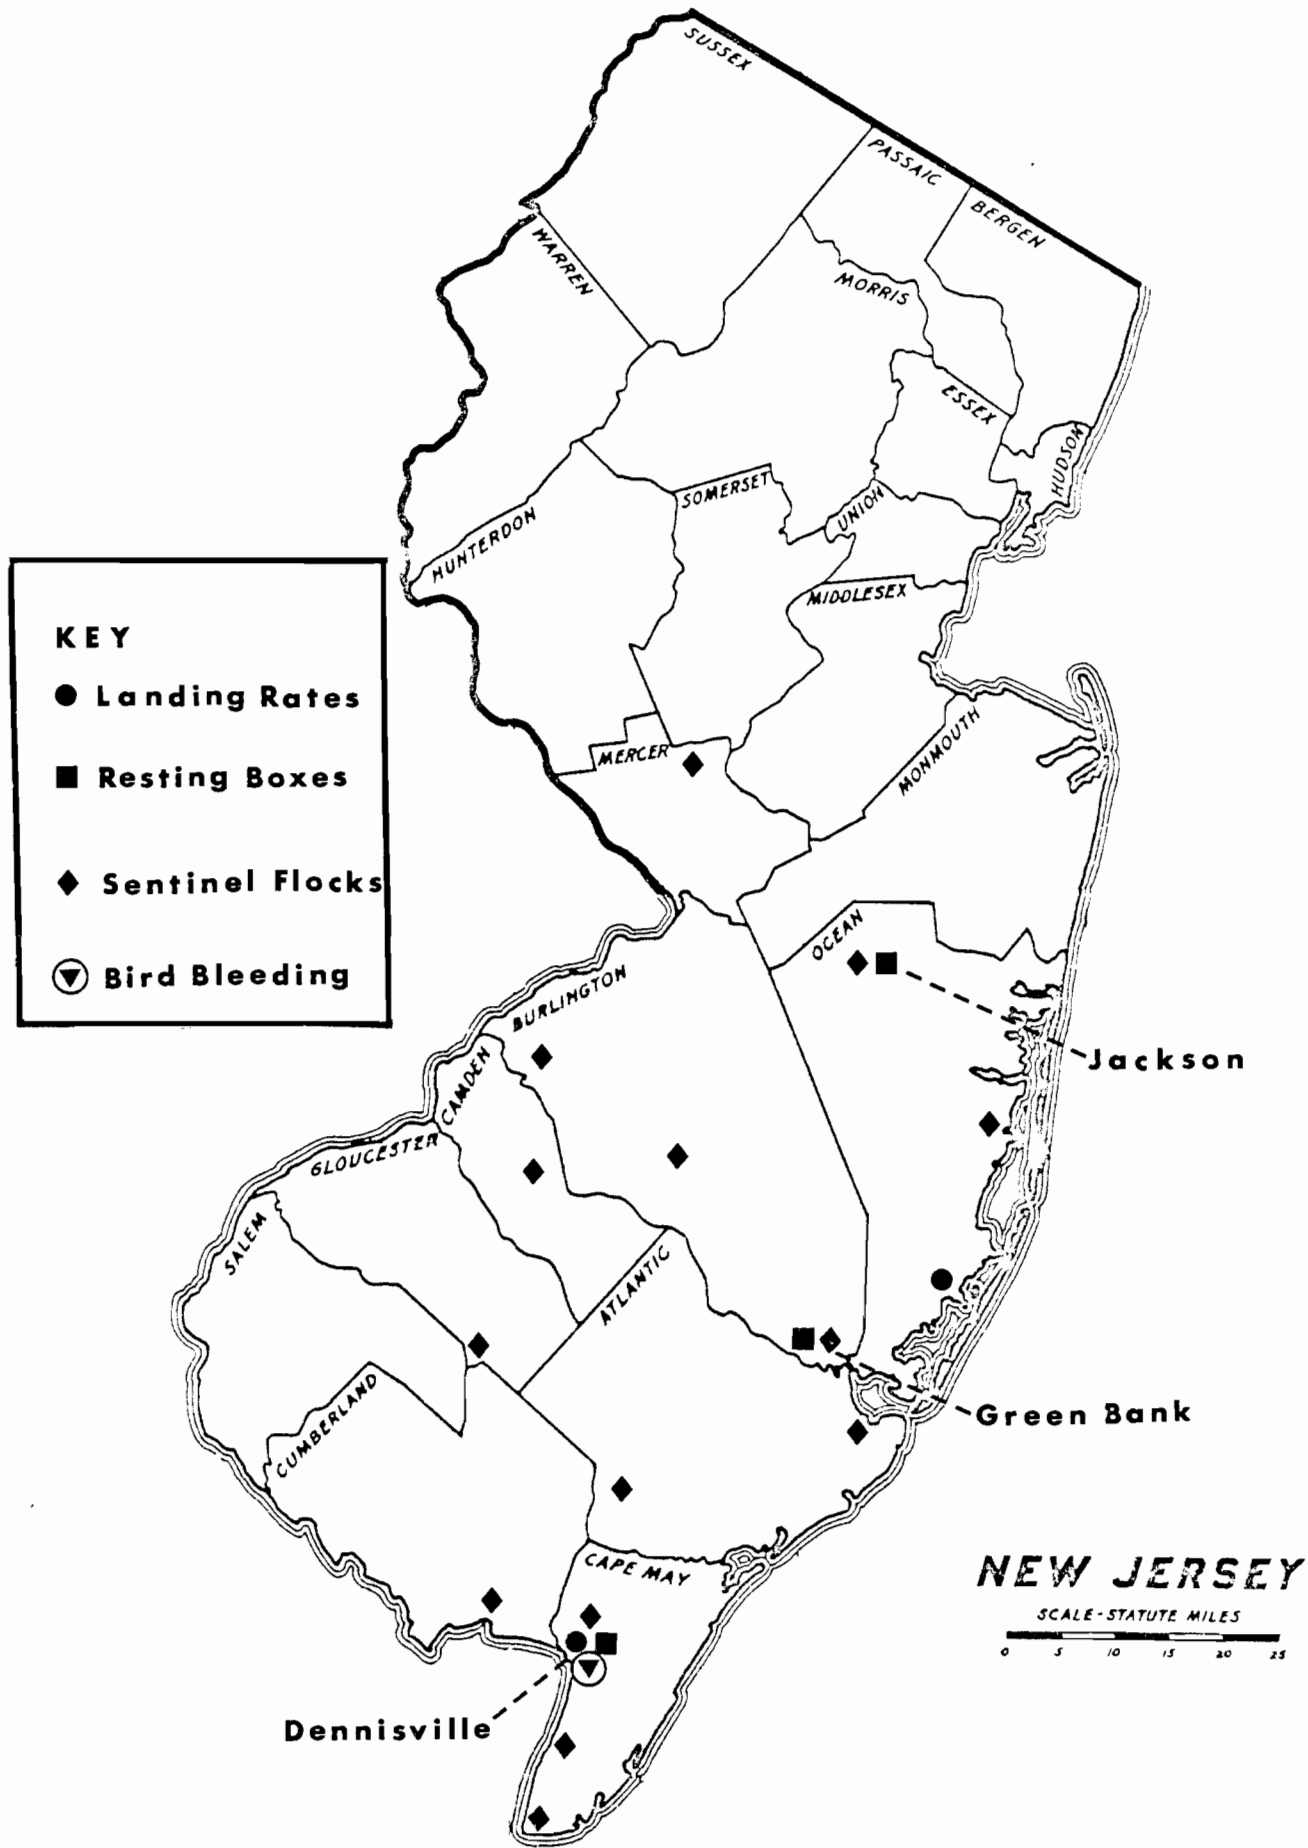 SUSSEX
PASSAIC
BERGEN
WARREN
MORRIS
ESSEX
HUDSON
SOMERSET
UNION
HUNTERDON
MIDDLESEX
KEY
Landing Rates
Resting Boxes
Sentinel Flocks
Bird Bleeding
MERCER
MONMOUTH
OCEAN
BURLINGTON
Jackson
CAMDEN
GLOUCESTER
SALEM
ATLANTIC
CUMBERLAND
Green Bank
CAPE MAY
NEW JERSEY
SCALE-STATUTE MILES
0 5 10 15 20 25
Dennisville